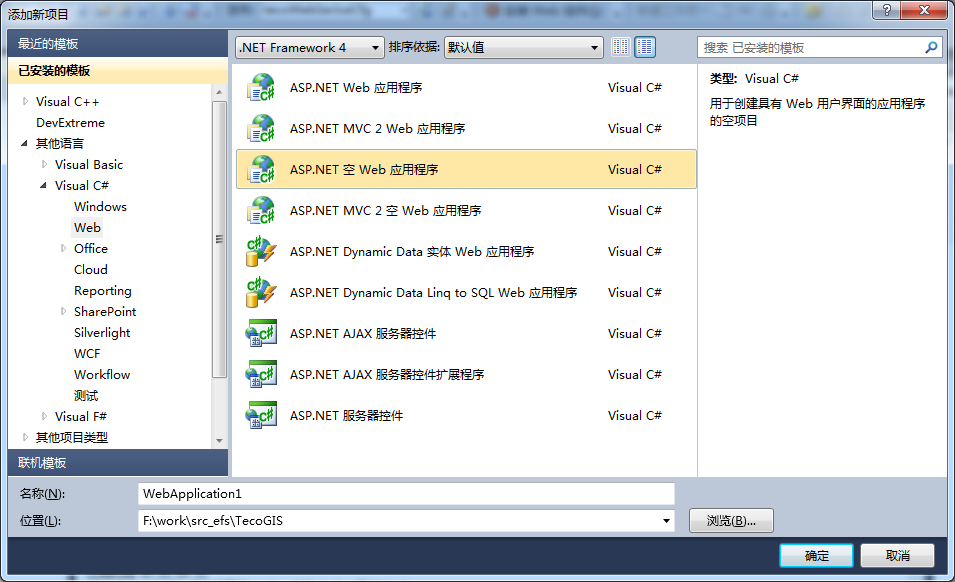 添加新项目
最近的模板
已安装的模板
Visual C++
DevExtreme
其他语言
Visual Basic
Visual C#
Windows
Web
Office
Cloud
Reporting
SharePoint
Silverlight
WCF
Workflow
测试
Visual F#
其他项目类型
联机模板
.NET Framework 4 排序依据: 默认值
ASP.NET Web 应用程序 Visual C#
ASP.NET MVC 2 Web 应用程序 Visual C#
ASP.NET 空 Web 应用程序 Visual C#
ASP.NET MVC 2 空 Web 应用程序 Visual C#
ASP.NET Dynamic Data 实体 Web 应用程序 Visual C#
ASP.NET Dynamic Data Linq to SQL Web 应用程序 Visual C#
ASP.NET AJAX 服务器控件 Visual C#
ASP.NET AJAX 服务器控件扩展程序 Visual C#
ASP.NET 服务器控件 Visual C#
搜索 已安装的模板
类型: Visual C#
用于创建具有 Web 用户界面的应用程序
的空项目
名称(N): WebApplication1
位置(L): F:\work\src_efs\TecoGIS 浏览(B)...
确定 取消